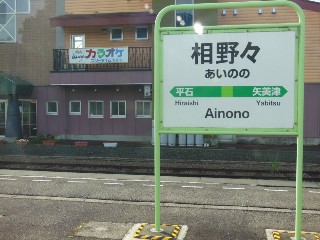 カラオケ
相野々
あいのの
平石 矢美津
Hiraishi Yabitsu
Ainono